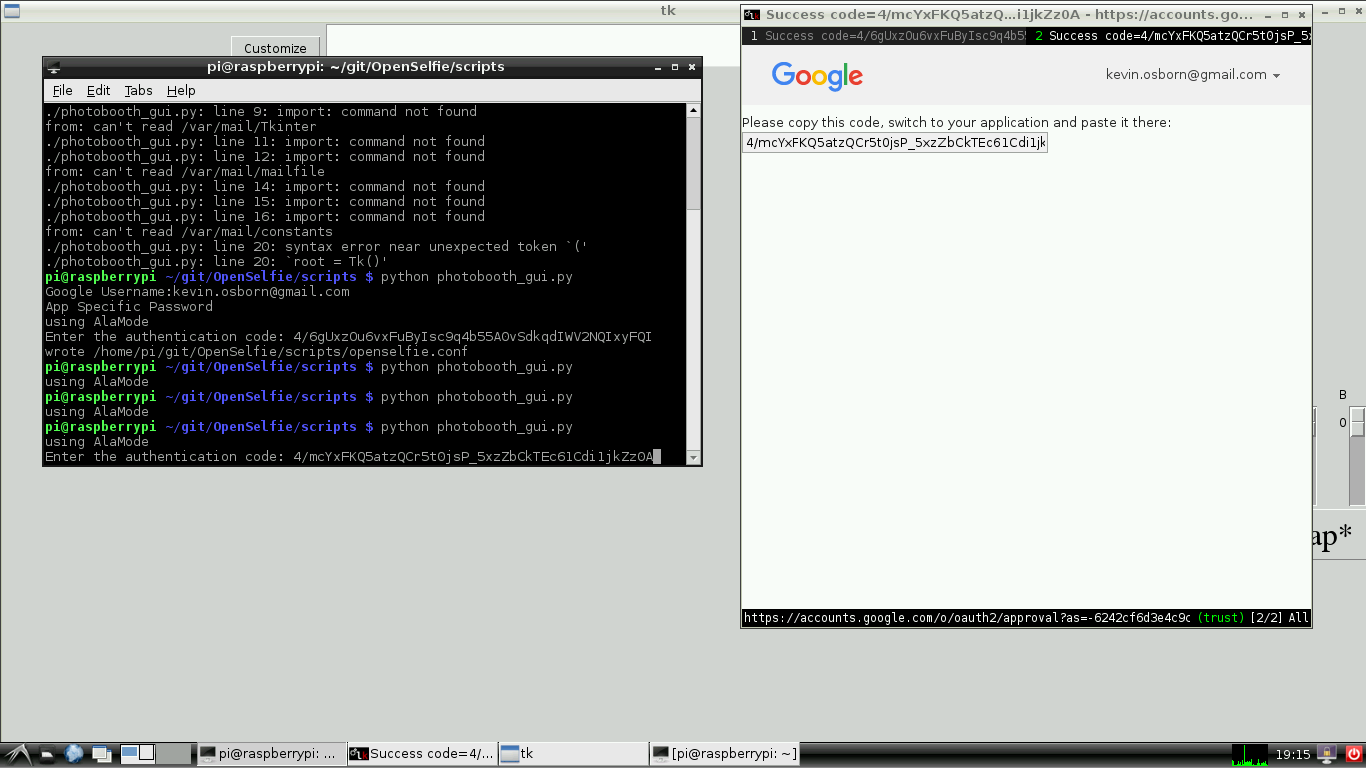 tk
Customize
pi@raspberrypi: ~/git/OpenSelfie/scripts
File Edit Tabs Help
./photobooth_gui.py: line 9: import: command not found
from: can't read /var/mail/Tkinter
./photobooth_gui.py: line 11: import: command not found
./photobooth_gui.py: line 12: import: command not found
from: can't read /var/mail/mailfile
./photobooth_gui.py: line 14: import: command not found
./photobooth_gui.py: line 15: import: command not found
./photobooth_gui.py: line 16: import: command not found
from: can't read /var/mail/constants
./photobooth_gui.py: line 20: syntax error near unexpected token `('
./photobooth_gui.py: line 20: `root = Tk()'
pi@raspberrypi ~/git/OpenSelfie/scripts $ python photobooth_gui.py
Google Username:kevin.osborn@gmail.com
App Specific Password
using AlaMode
Enter the authentication code: 4/6gUxzOu6vxFuByIsc9q4b55AOvSdkqdIWV2NQIxyFQI
wrote /home/pi/git/OpenSelfie/scripts/openselfie.conf
pi@raspberrypi ~/git/OpenSelfie/scripts $ python photobooth_gui.py
using AlaMode
pi@raspberrypi ~/git/OpenSelfie/scripts $ python photobooth_gui.py
using AlaMode
pi@raspberrypi ~/git/OpenSelfie/scripts $ python photobooth_gui.py
using AlaMode
Enter the authentication code: 4/mcYxFKQ5atzQCr5t0jsP_5xzZbCkTEc61Cdi1jkZz0A
Success code=4/mcYxFKQ5atzQ...i1jkZz0A - https://accounts.go...
1 Success code=4/6gUxzOu6vxFuByIsc9q4b5 2 Success code=4/mcYxFKQ5atzQCr5t0jsP_5x
Google
kevin.osborn@gmail.com
Please copy this code, switch to your application and paste it there:
4/mcYxFKQ5atzQCr5t0jsP_5xzZbCkTEc61Cdi1jk
https://accounts.google.com/o/oauth2/approval?as=-6242cf6d3e4c9c (trust) [2/2] All
B
0
ap*
pi@raspberrypi: ...
Success code=4/...
tk
[pi@raspberrypi: ~]
19:15